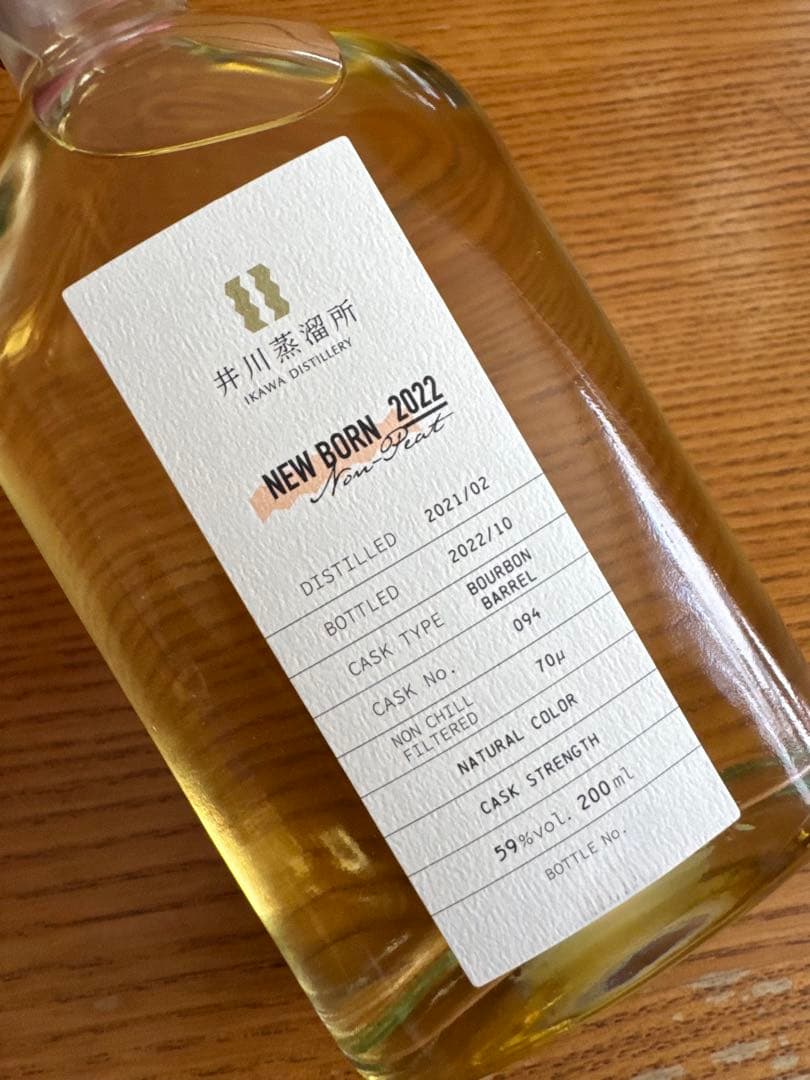 井川蒸溜所
IKAWA DISTILLERY
NEW BORN 2022
Non-Peat
DISTILLED 2021/02
BOTTLED 2022/10
CASK TYPE BOURBON
BARREL
CASK No. 094
NON CHILL
FILTERED 70μ
NATURAL COLOR
CASK STRENGTH
59%vol. 200ml
BOTTLE No.